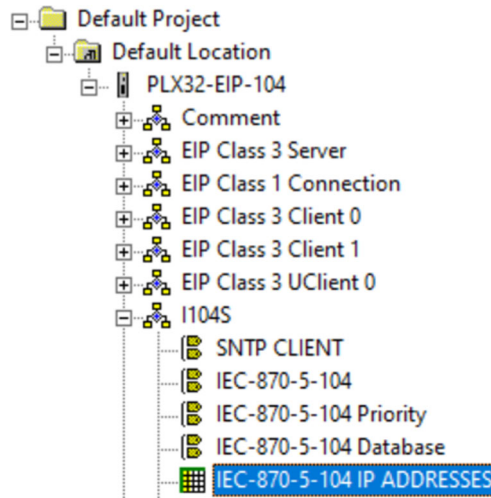 Default Project
Default Location
PLX32-EIP-104
Comment
EIP Class 3 Server
EIP Class 1 Connection
EIP Class 3 Client 0
EIP Class 3 Client 1
EIP Class 3 UClient 0
I104S
SNTP CLIENT
IEC-870-5-104
IEC-870-5-104 Priority
IEC-870-5-104 Database
IEC-870-5-104 IP ADDRESSES